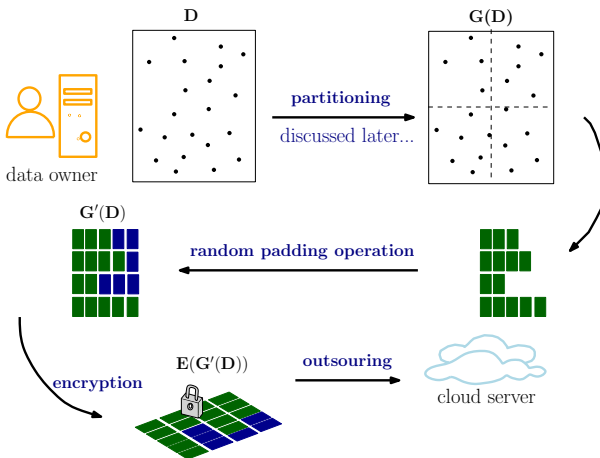 D
G(D)
partitioning
discussed later...
data owner
G′(D)
random padding operation
E(G′(D))
outsouring
encryption
cloud server